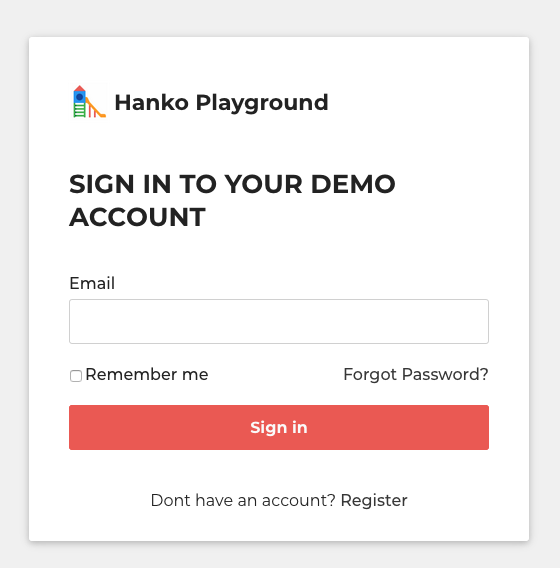 Hanko Playground
SIGN IN TO YOUR DEMO
ACCOUNT
Email
Remember me
Forgot Password?
Sign in
Dont have an account? Register